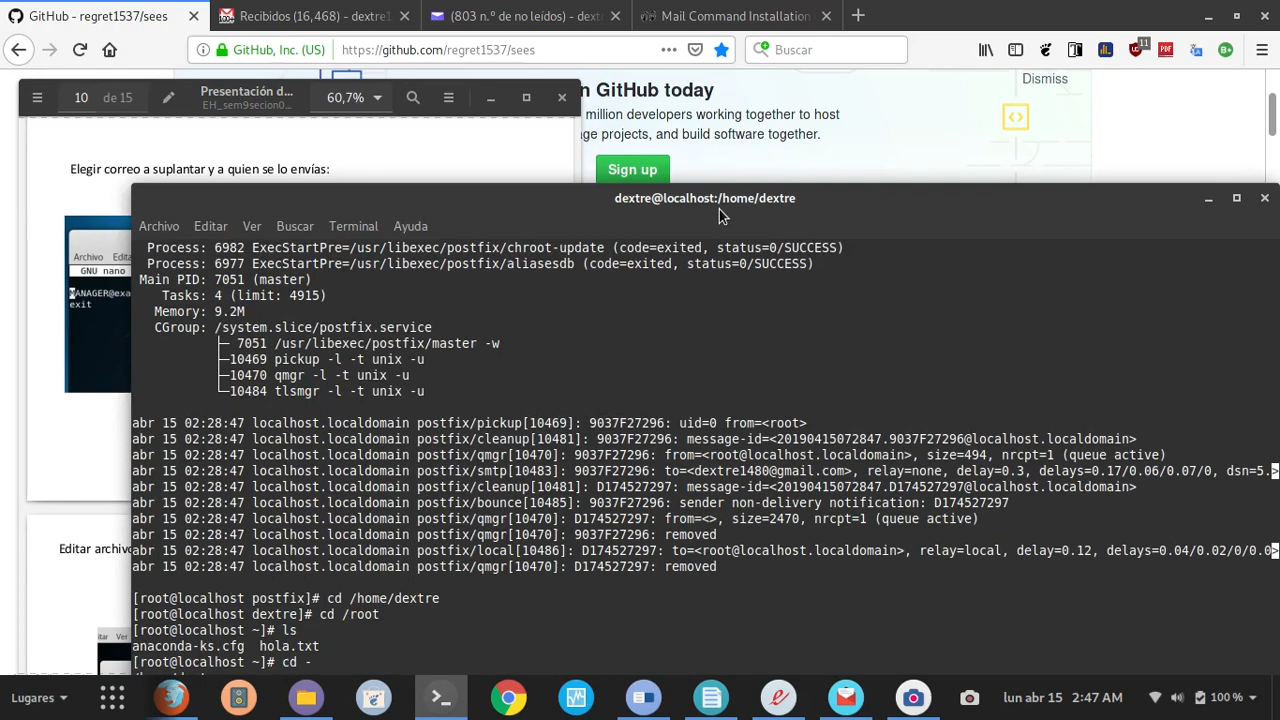 GitHub - regret1537/sees
Recibidos (16,468) - dextre1
(803 n.º de no leídos) - dext
Mail Command Installation
GitHub, Inc. (US)
https://github.com/regret1537/sees
Buscar
11
Dismiss
10 de 15
Presentación d...
EH_sem9secion0...
60,7%
n GitHub today
million developers working together to host
ge projects, and build software together.
Sign up
Elegir correo a suplantar y a quien se lo envías:
dextre@localhost:/home/dextre
Archivo Editar Ver Buscar Terminal Ayuda
Archivo Edita
GNU nano
MANAGER@exa
exit
Process: 6982 ExecStartPre=/usr/libexec/postfix/chroot-update (code=exited, status=0/SUCCESS)
Process: 6977 ExecStartPre=/usr/libexec/postfix/aliasesdb (code=exited, status=0/SUCCESS)
Main PID: 7051 (master)
Tasks: 4 (limit: 4915)
Memory: 9.2M
CGroup: /system.slice/postfix.service
├─ 7051 /usr/libexec/postfix/master -w
├─10469 pickup -l -t unix -u
├─10470 qmgr -l -t unix -u
└─10484 tlsmgr -l -t unix -u
abr 15 02:28:47 localhost.localdomain postfix/pickup[10469]: 9037F27296: uid=0 from=<root>
abr 15 02:28:47 localhost.localdomain postfix/cleanup[10481]: 9037F27296: message-id=<20190415072847.9037F27296@localhost.localdomain>
abr 15 02:28:47 localhost.localdomain postfix/qmgr[10470]: 9037F27296: from=<root@localhost.localdomain>, size=494, nrcpt=1 (queue active)
abr 15 02:28:47 localhost.localdomain postfix/smtp[10483]: 9037F27296: to=<dextre1480@gmail.com>, relay=none, delay=0.3, delays=0.17/0.06/0.07/0, dsn=5.>
abr 15 02:28:47 localhost.localdomain postfix/cleanup[10481]: D174527297: message-id=<20190415072847.D174527297@localhost.localdomain>
abr 15 02:28:47 localhost.localdomain postfix/bounce[10485]: 9037F27296: sender non-delivery notification: D174527297
abr 15 02:28:47 localhost.localdomain postfix/qmgr[10470]: D174527297: from=<>, size=2470, nrcpt=1 (queue active)
abr 15 02:28:47 localhost.localdomain postfix/qmgr[10470]: 9037F27296: removed
abr 15 02:28:47 localhost.localdomain postfix/local[10486]: D174527297: to=<root@localhost.localdomain>, relay=local, delay=0.12, delays=0.04/0.02/0/0.0>
abr 15 02:28:47 localhost.localdomain postfix/qmgr[10470]: D174527297: removed
[root@localhost postfix]# cd /home/dextre
[root@localhost dextre]# cd /root
[root@localhost ~]# ls
anaconda-ks.cfg hola.txt
[root@localhost ~]# cd -
Editar archivo
itar Ver
Lugares
lun abr 15
2:47 AM
100 %